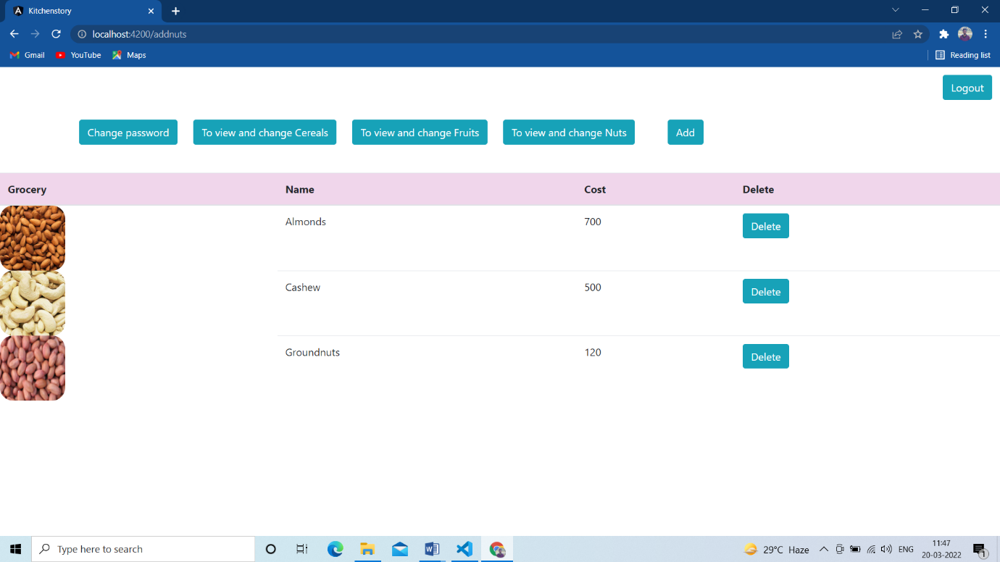 Kitchenstory
localhost:4200/addnuts
Gmail YouTube Maps Reading list
Logout
Change password To view and change Cereals To view and change Fruits To view and change Nuts Add
Grocery Name Cost Delete
Almonds 700 Delete
Cashew 500 Delete
Groundnuts 120 Delete
Type here to search 29°C Haze ENG 11:47
20-03-2022 1